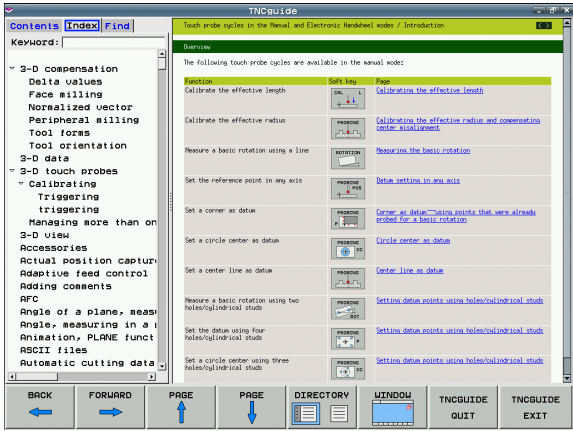 TNCguide
Contents Index Find
Keyword:
3-D compensation
Delta values
Face milling
Normalized vector
Peripheral milling
Tool forms
Tool orientation
3-D data
3-D touch probes
Calibrating
Triggering
triggering
Managing more than on
3-D view
Accessories
Actual position captur
Adaptive feed control
Adding comments
AFC
Angle of a plane, meas
Angle, measuring in a
Animation, PLANE funct
ASCII files
Automatic cutting data
Touch probe cycles in the Manual and Electronic Handwheel modes / Introduction
Overview
The following touch probe cycles are available in the manual mode:
Function Soft key Page
Calibrate the effective length CAL L Calibrating the effective length
Calibrate the effective radius PROBING Calibrating the effective radius and compensating
center misalignment
Measure a basic rotation using a line ROTATION Measuring the basic rotation
Set the reference point in any axis PROBING POS Datum setting in any axis
Set a corner as datum PROBING P Corner as datum—using points that were already
probed for a basic rotation
Set a circle center as datum PROBING CC Circle center as datum
Set a center line as datum PROBING Center line as datum
Measure a basic rotation using two
holes/cylindrical studs PROBING ROT Setting datum points using holes/cylindrical studs
Set the datum using four
holes/cylindrical studs PROBING P Setting datum points using holes/cylindrical studs
Set a circle center using three
holes/cylindrical studs PROBING CC Setting datum points using holes/cylindrical studs
BACK FORWARD PAGE PAGE DIRECTORY WINDOW TNCGUIDE QUIT TNCGUIDE EXIT